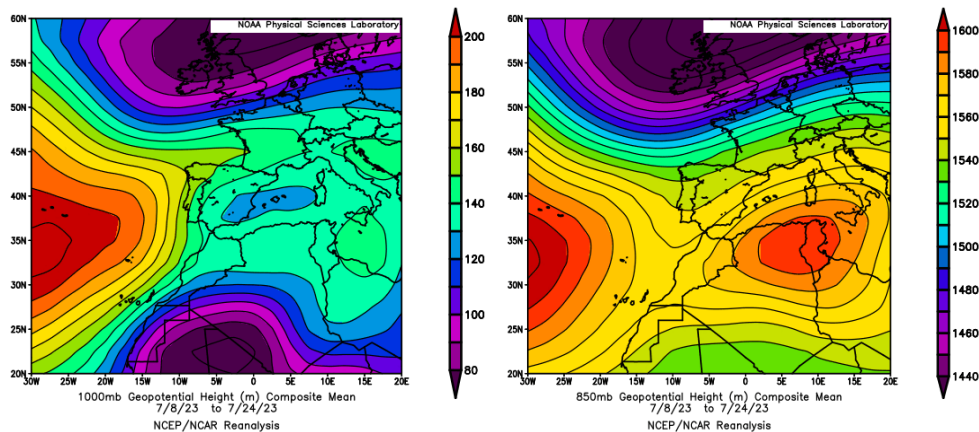 NOAA Physical Sciences Laboratory
60N
55N
50N
45N
40N
35N
30N
25N
20N
30W 25W 20W 15W 10W 5W 0 5E 10E 15E 20E
200
180
160
140
120
100
80
1000mb Geopotential Height (m) Composite Mean
7/8/23 to 7/24/23
NCEP/NCAR Reanalysis
NOAA Physical Sciences Laboratory
60N
55N
50N
45N
40N
35N
30N
25N
20N
30W 25W 20W 15W 10W 5W 0 5E 10E 15E 20E
1600
1580
1560
1540
1520
1500
1480
1460
1440
850mb Geopotential Height (m) Composite Mean
7/8/23 to 7/24/23
NCEP/NCAR Reanalysis